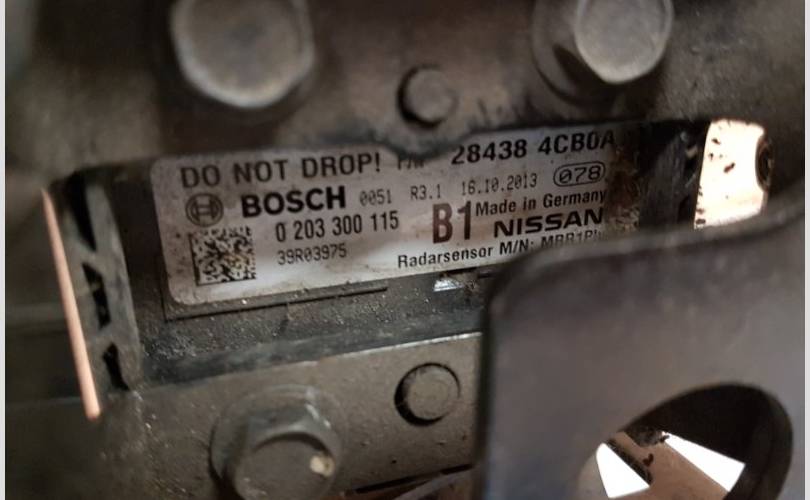 DO NOT DROP! P/N 28438 4CB0A
BOSCH 0051 R3.1 16.10.2013 078
0 203 300 115 B1 Made in Germany
39R03975 NISSAN
Radarsensor M/N: